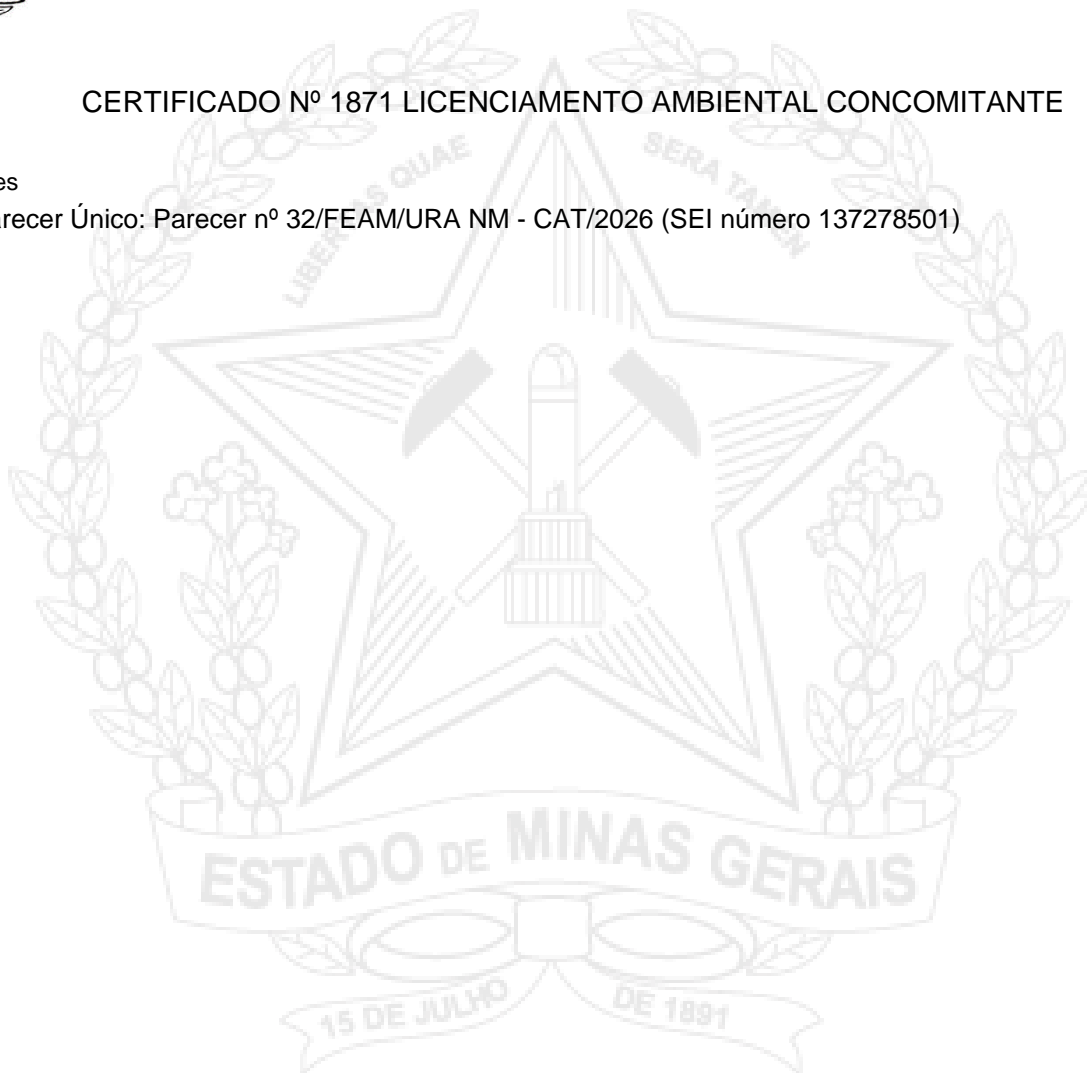 CERTIFICADO Nº 1871 LICENCIAMENTO AMBIENTAL CONCOMITANTE
LIBERTAS QUAE SERA TAMEN
es
arecer Único: Parecer nº 32/FEAM/URA NM - CAT/2026 (SEI número 137278501)
ESTADO DE MINAS GERAIS
15 DE JULHO DE 1891